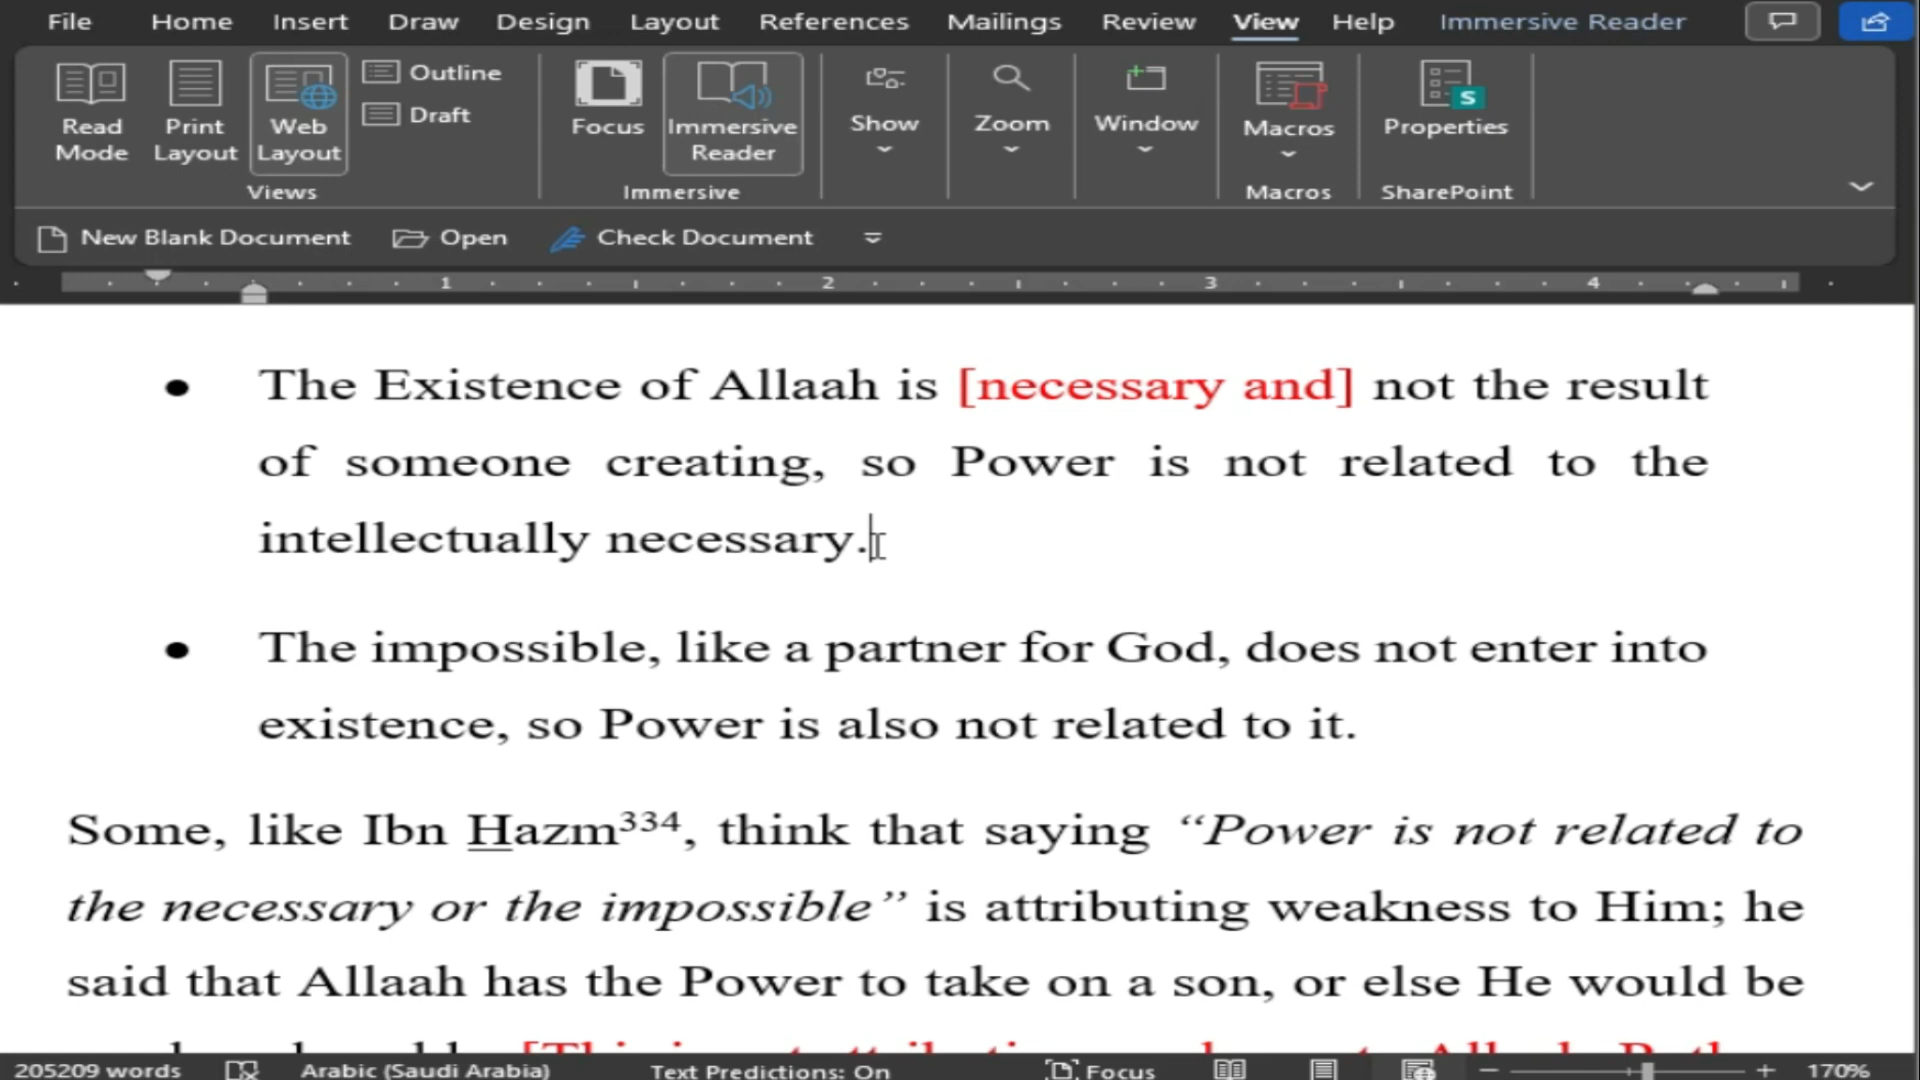 File Home Insert Draw Design Layout References Mailings Review View Help Immersive Reader
Read Mode
Print Layout
Web Layout
Outline
Draft
Views
Focus
Immersive Reader
Immersive
Show
Zoom
Window
Macros
Macros
Properties
SharePoint
New Blank Document Open Check Document
1 2 3 4
• The Existence of Allaah is [necessary and] not the result
of someone creating, so Power is not related to the
intellectually necessary.
• The impossible, like a partner for God, does not enter into
existence, so Power is also not related to it.
Some, like Ibn Hazm334, think that saying “Power is not related to
the necessary or the impossible” is attributing weakness to Him; he
said that Allaah has the Power to take on a son, or else He would be
205209 words Arabic (Saudi Arabia) Text Predictions: On Focus 170%